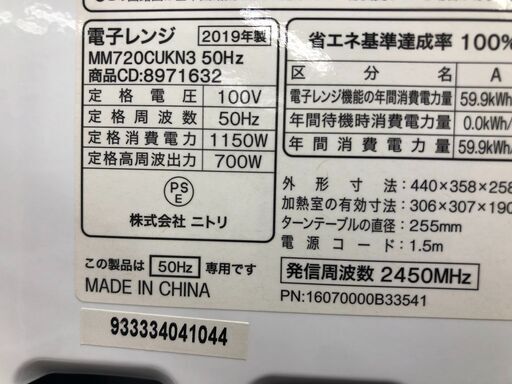 電子レンジ 2019年製
MM720CUKN3 50Hz
商品CD:8971632
定格電圧 100V
定格周波数 50Hz
定格消費電力 1150W
定格高周波出力 700W
PS
E
株式会社 ニトリ
この製品は 50Hz 専用です
MADE IN CHINA
933334041044
省エネ基準達成率 100%
区分 A
電子レンジ機能の年間消費電力量 59.9kWh/
年間待機時消費電力量 0.0kWh/
年間消費電力量 59.9kWh/
外形寸法:440×358×258
加熱室の有効寸法:306×307×190
ターンテーブルの直径:255mm
電源コード:1.5m
発信周波数 2450MHz
PN:16070000B33541